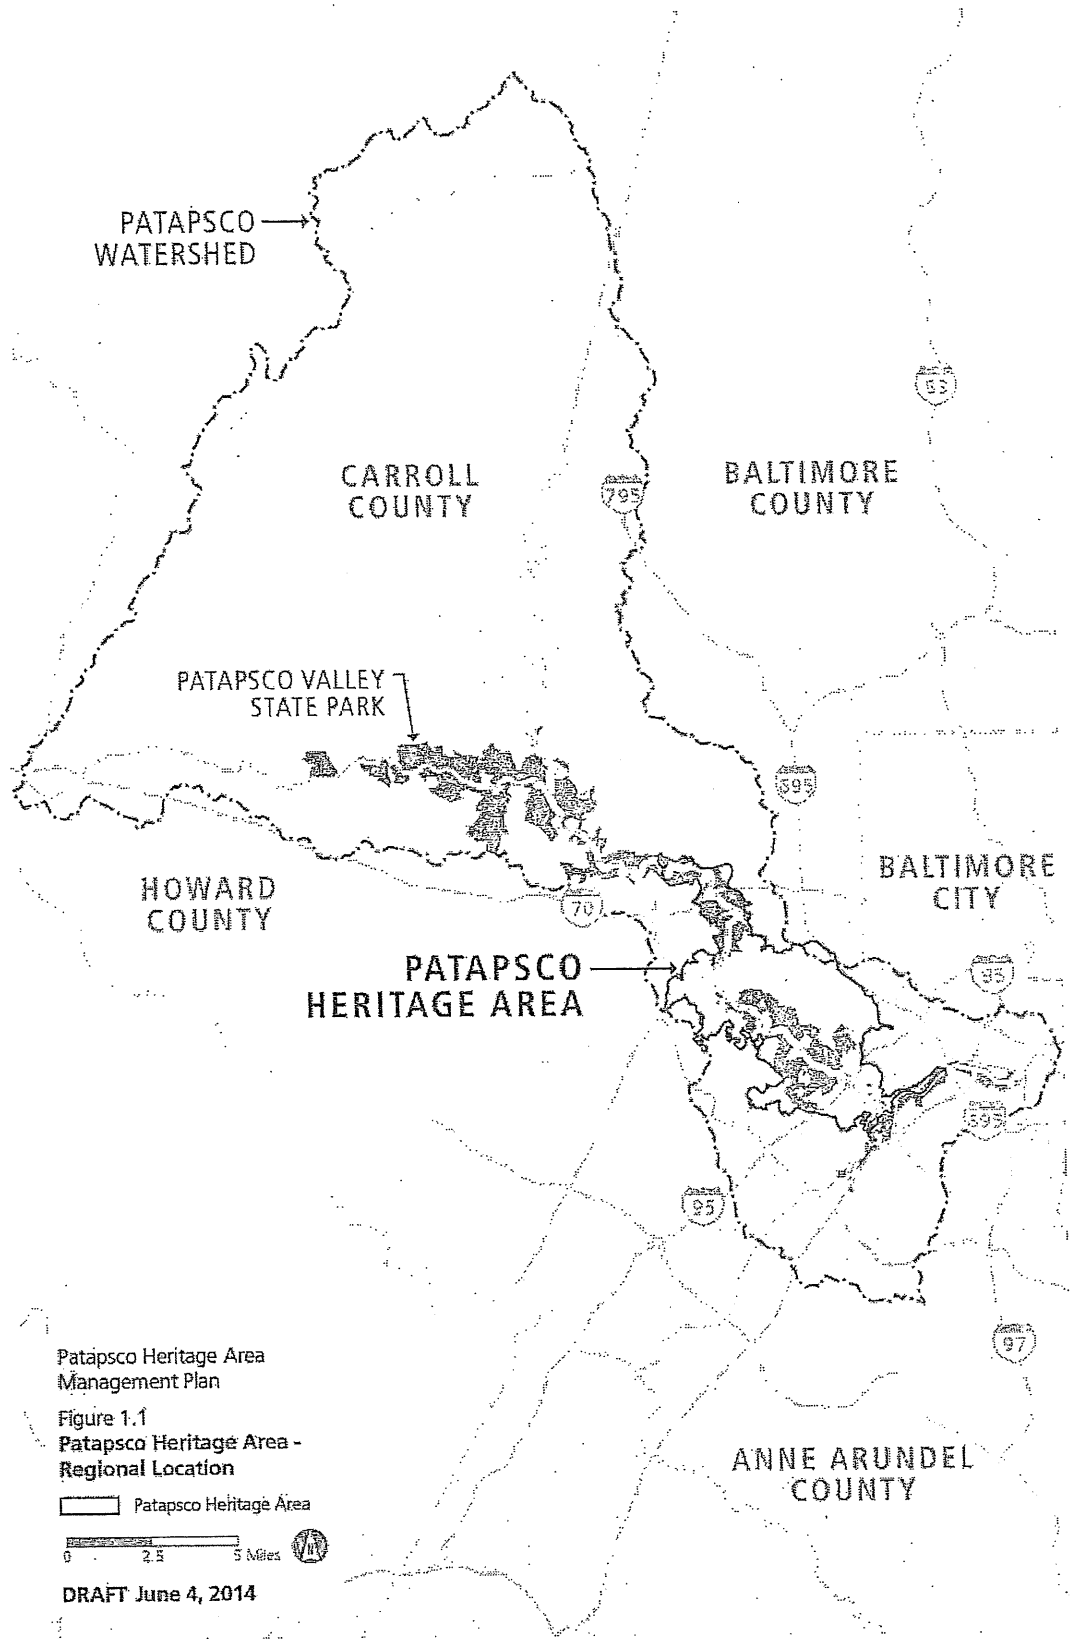 PATAPSCO
WATERSHED
83
CARROLL
COUNTY
795
BALTIMORE
COUNTY
PATAPSCO VALLEY
STATE PARK
695
BALTIMORE
CITY
HOWARD
COUNTY
70
PATAPSCO
HERITAGE AREA
95
695
95
97
Patapsco Heritage Area
Management Plan
Figure 1.1
Patapsco Heritage Area -
Regional Location
Patapsco Heritage Area
0 2.5 5 Miles
DRAFT June 4, 2014
ANNE ARUNDEL
COUNTY